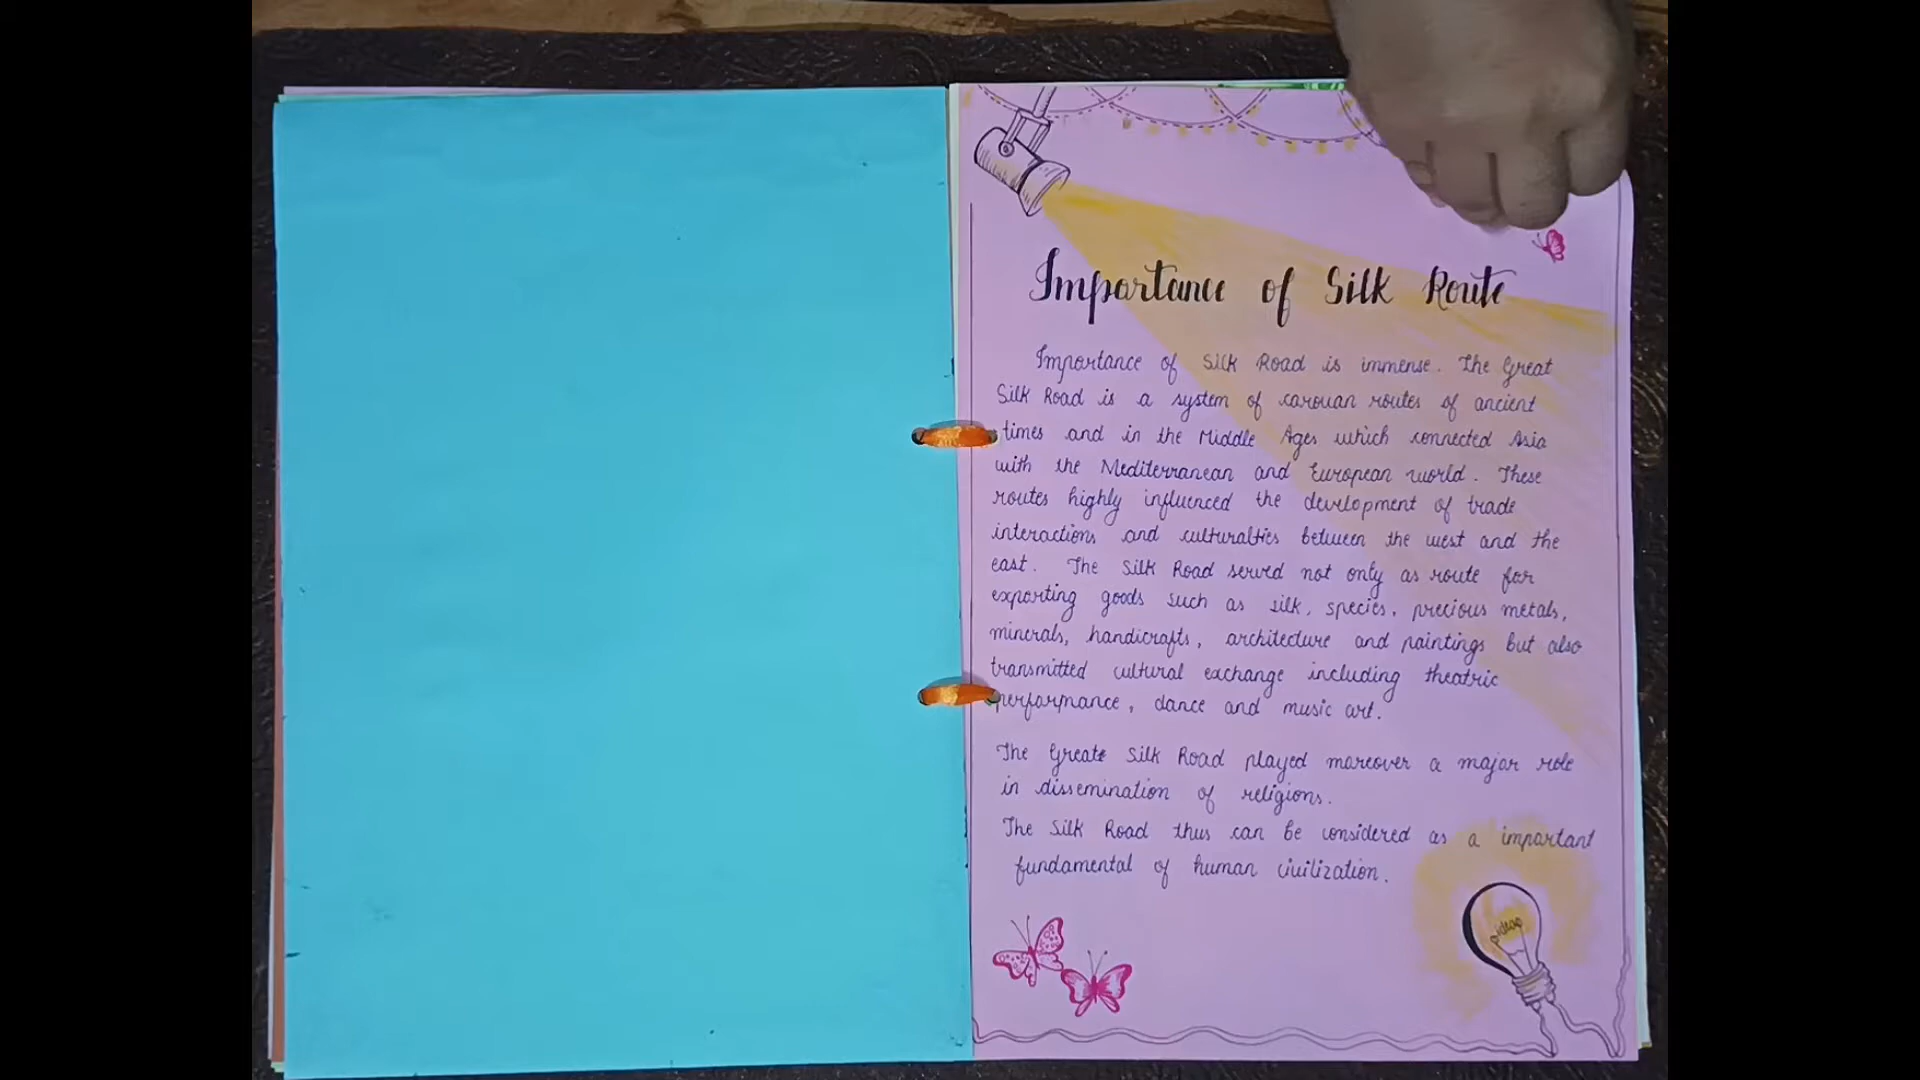 Importance of Silk Route
Importance of Silk Road is immense. The Great
Silk Road is a system of carouan routes of ancient
times and in the Middle Ages which connected Asia
with the Mediterranean and European world. These
routes highly influenced the development of trade
interactions and culturalties between the west and the
east. The Silk Road served not only as route for
exporting goods such as silk, species, precious metals,
minerals, handicrafts, architecture and paintings but also
transmitted cultural exchange including theatric
performance, dance and music art.
The Greate Silk Road played moreover a major role
in dissemination of religions.
The Silk Road thus can be considered as a important
fundamental of human civilization.